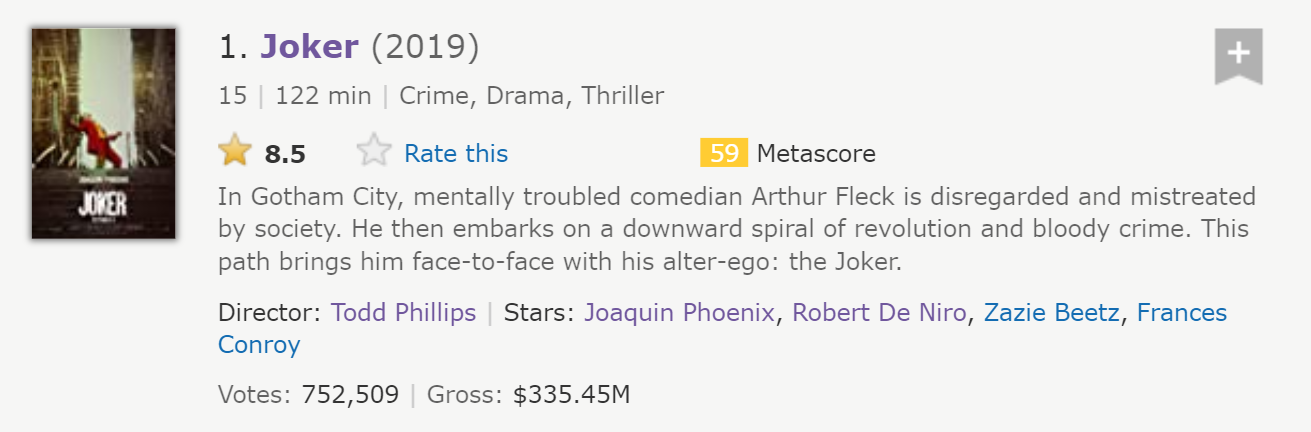 JOKER
1. Joker (2019)
15 | 122 min | Crime, Drama, Thriller
8.5 Rate this 59 Metascore
In Gotham City, mentally troubled comedian Arthur Fleck is disregarded and mistreated
by society. He then embarks on a downward spiral of revolution and bloody crime. This
path brings him face-to-face with his alter-ego: the Joker.
Director: Todd Phillips | Stars: Joaquin Phoenix, Robert De Niro, Zazie Beetz, Frances
Conroy
Votes: 752,509 | Gross: $335.45M